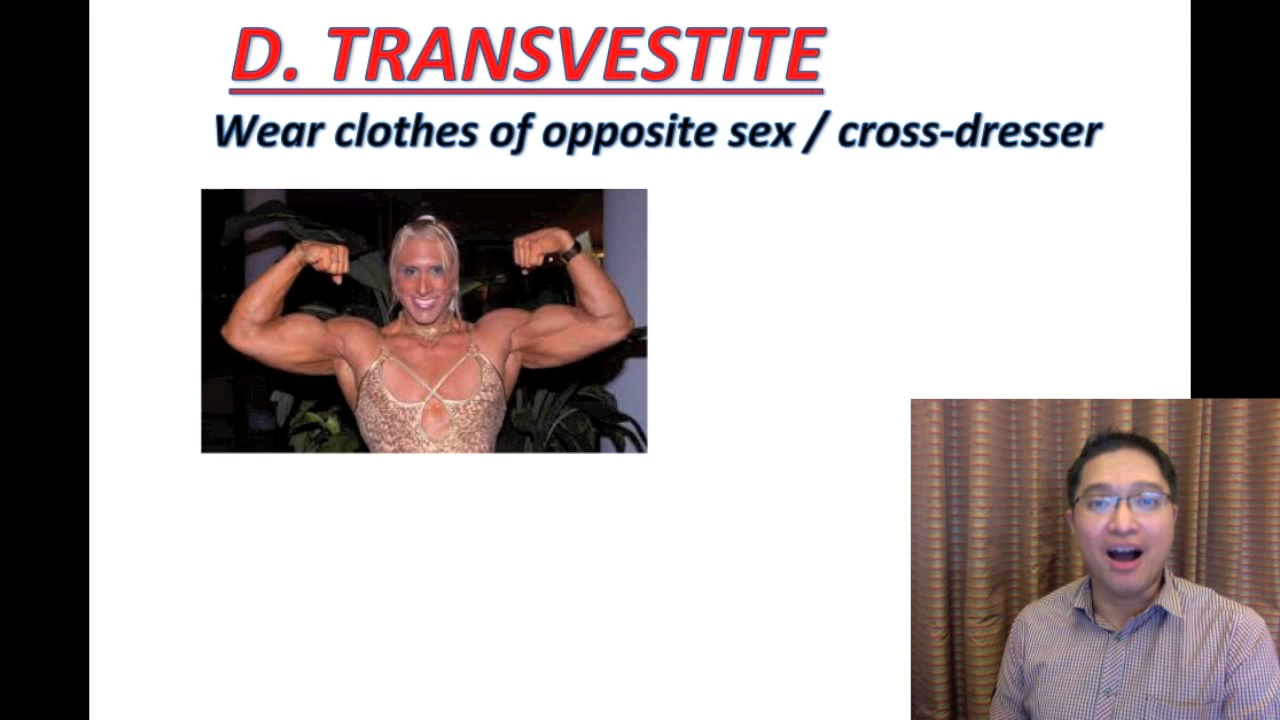 D. TRANSVESTITE
Wear clothes of opposite sex / cross-dresser